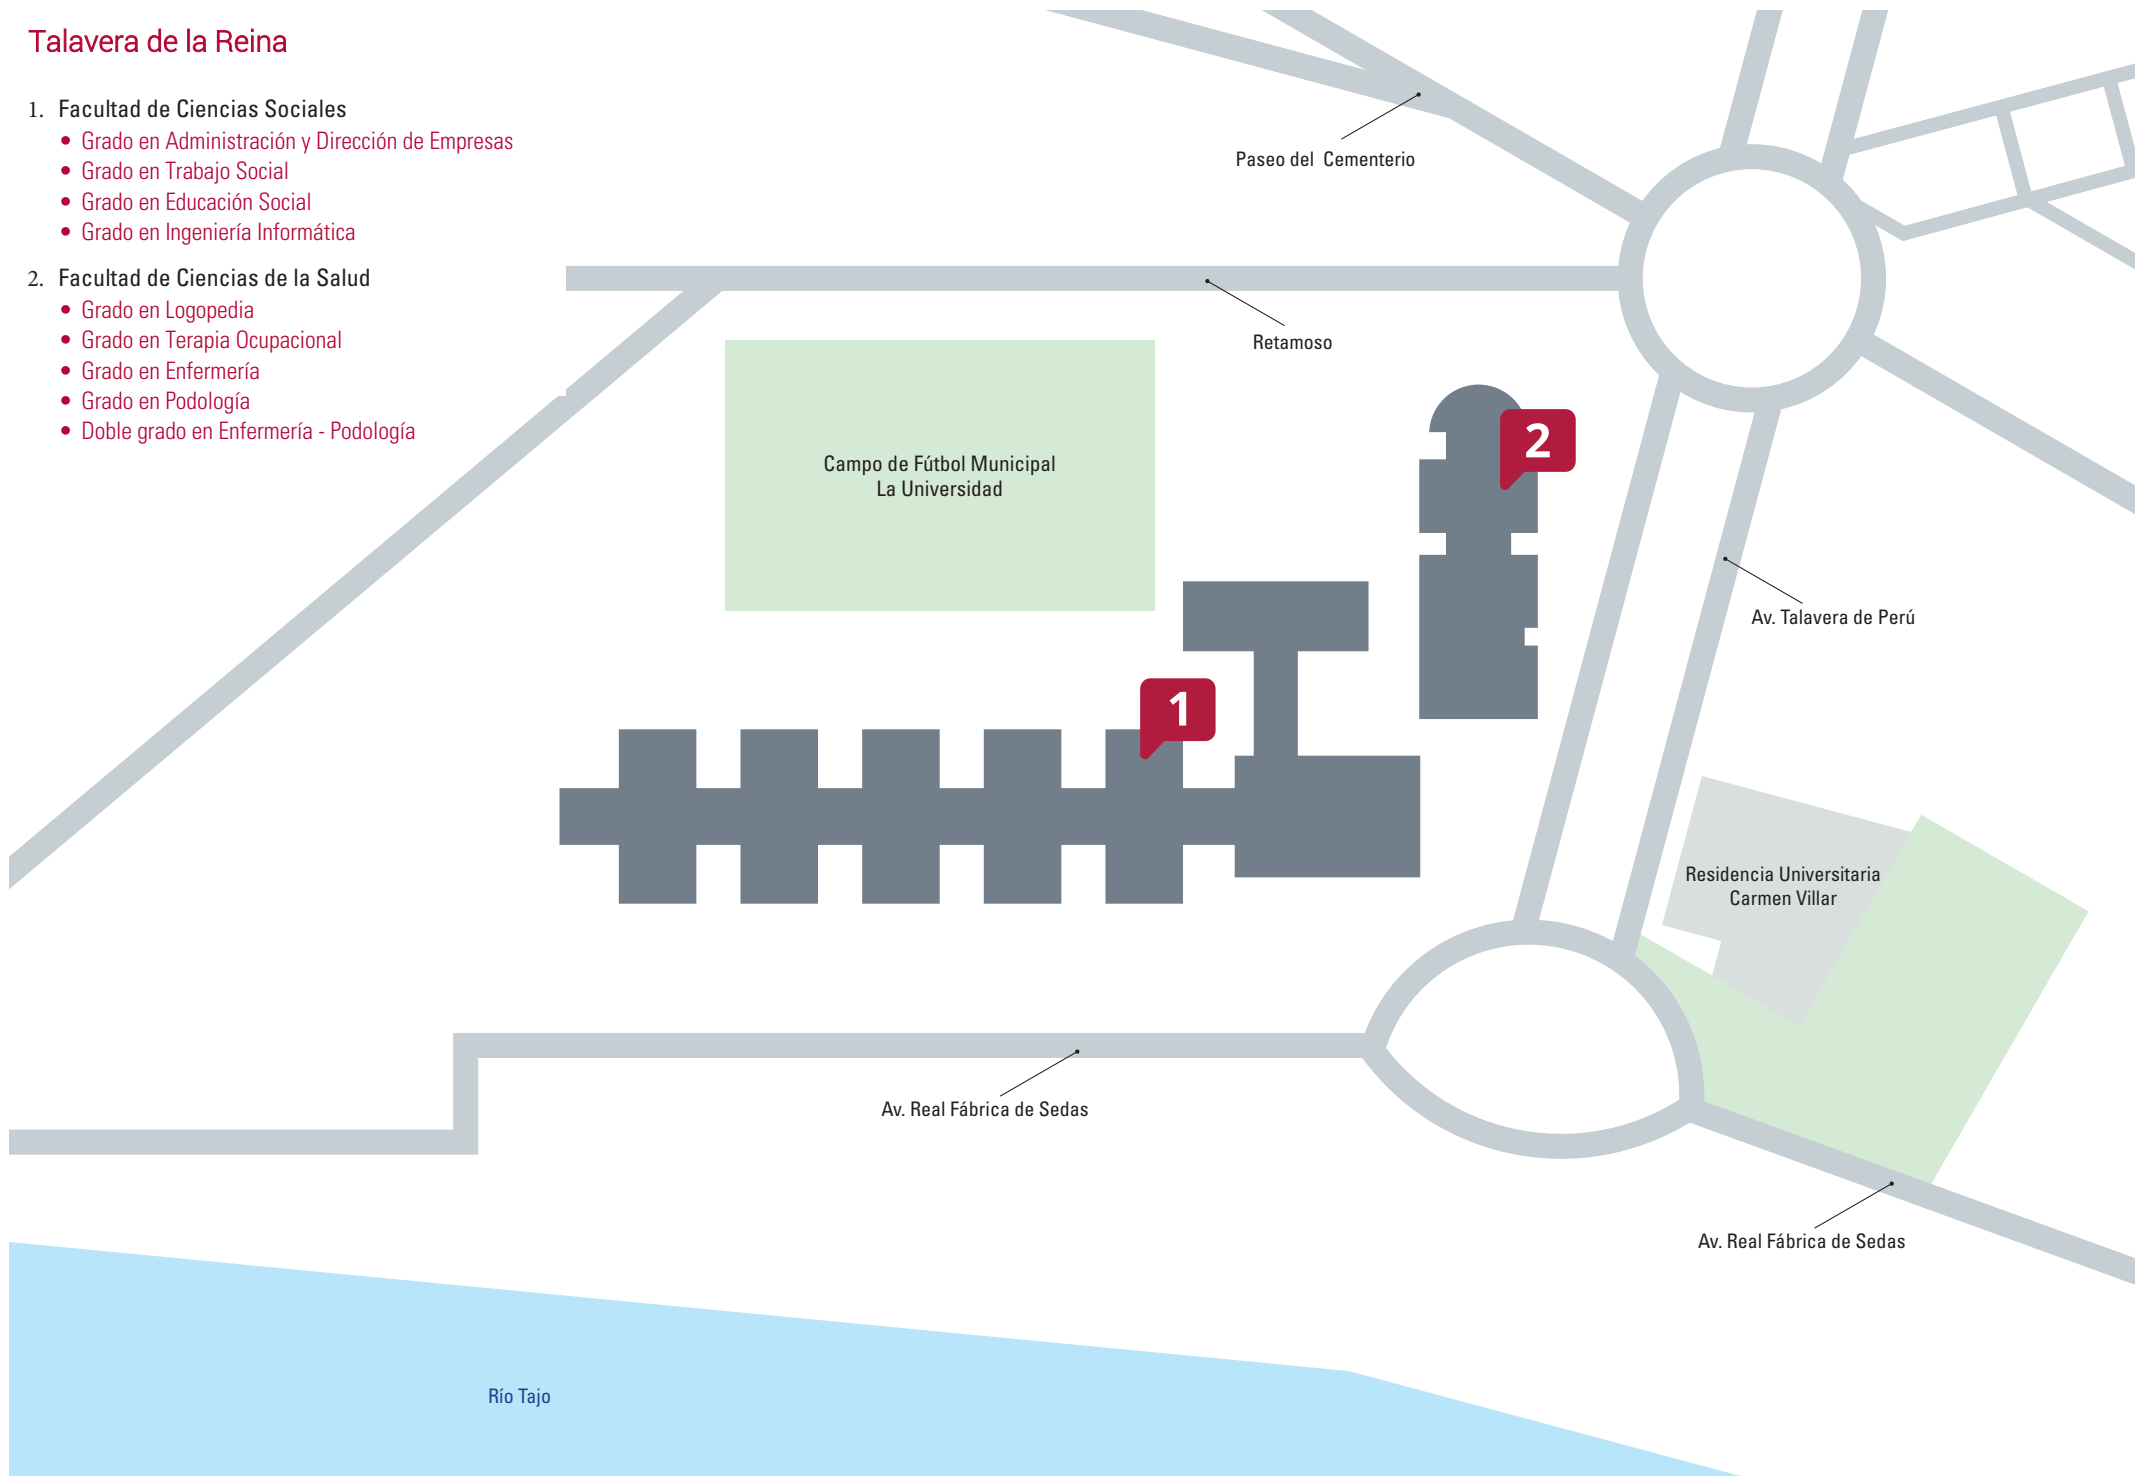 Talavera de la Reina
1. Facultad de Ciencias Sociales
• Grado en Administración y Dirección de Empresas
• Grado en Trabajo Social
• Grado en Educación Social
• Grado en Ingeniería Informática
2. Facultad de Ciencias de la Salud
• Grado en Logopedia
• Grado en Terapia Ocupacional
• Grado en Enfermería
• Grado en Podología
• Doble grado en Enfermería - Podología
Paseo del Cementerio
Retamoso
Campo de Fútbol Municipal
La Universidad
2
Av. Talavera de Perú
1
Residencia Universitaria
Carmen Villar
Av. Real Fábrica de Sedas
Av. Real Fábrica de Sedas
Río Tajo